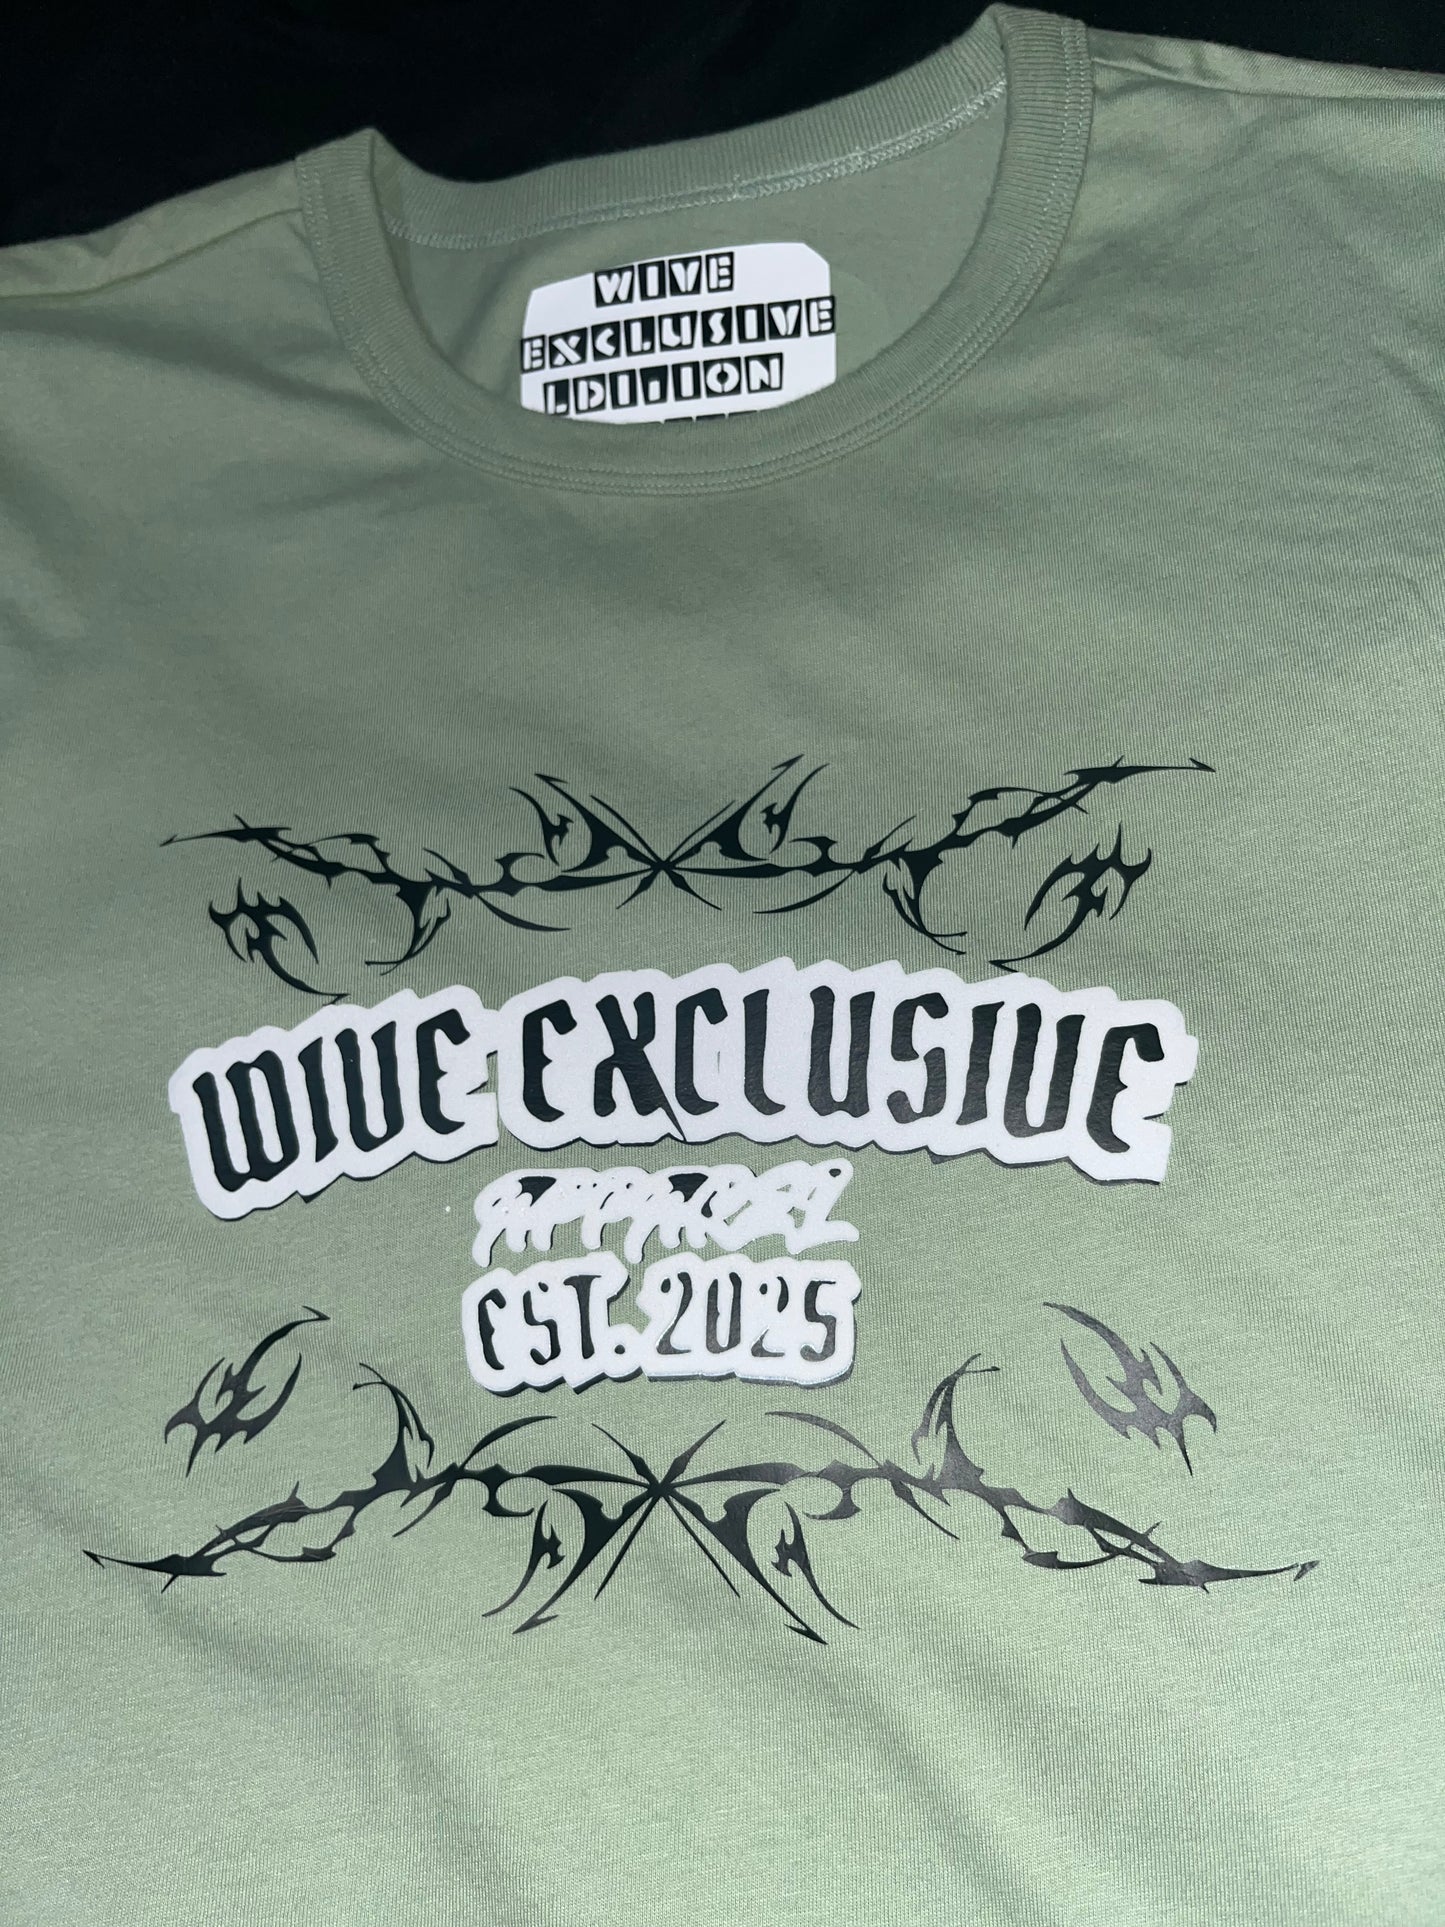 WIVE
EXCLUSIVE
EDITION
WIVE EXCLUSIVE
APPAREL
EST. 2025